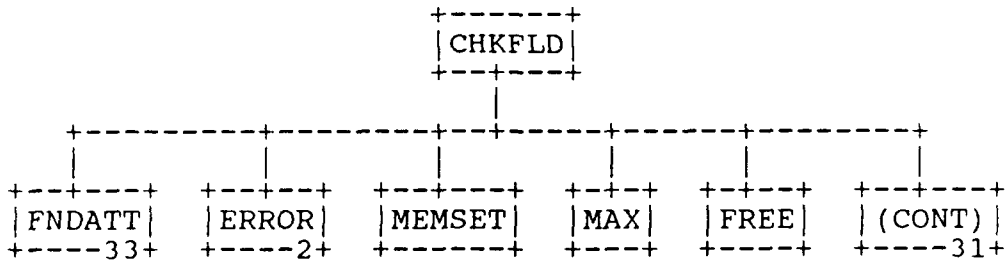 CHKFLD
FNDATT ERROR MEMSET MAX FREE (CONT)
33 2 31